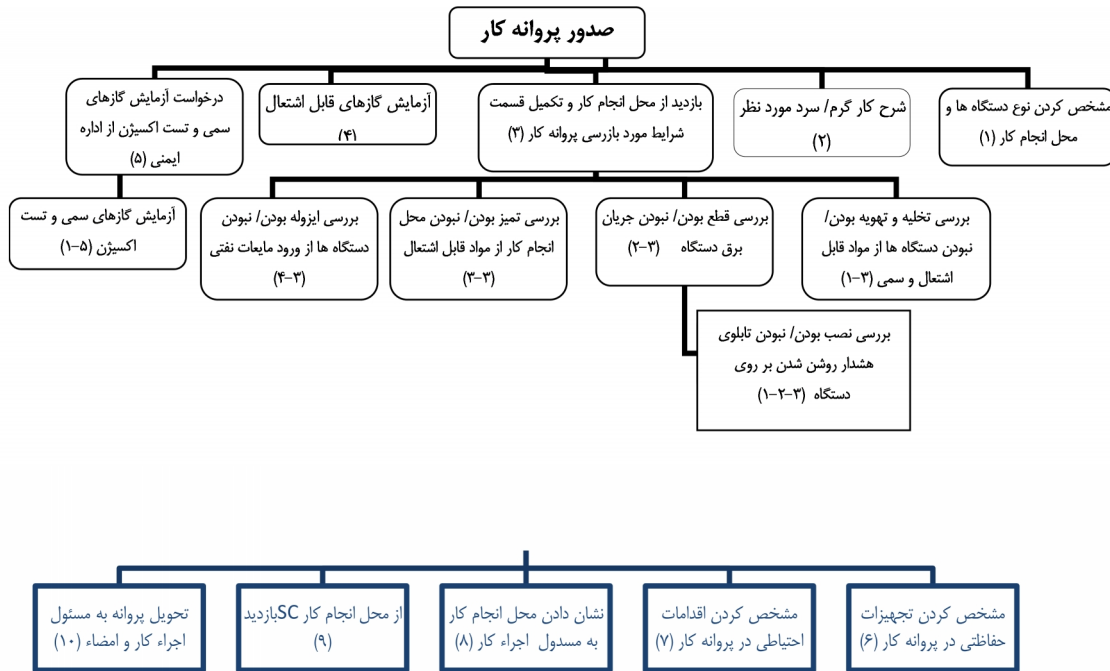 صدور پروانه کار
مشخص کردن نوع دستگاه ها و
محل انجام کار (۱)
شرح کار گرم/ سرد مورد نظر
(۲)
بازدید از محل انجام کار و تکمیل قسمت
شرایط مورد بازرسی پروانه کار (۳)
آزمایش گازهای قابل اشتعال
(۴)
درخواست آزمایش گازهای
سمی و تست اکسیژن از اداره
ایمنی (۵)
بررسی تخلیه و تهویه بودن/
نبودن دستگاه ها از مواد قابل
اشتعال و سمی (۳-۱)
بررسی قطع بودن/ نبودن جریان
برق دستگاه (۳-۲)
بررسی تمیز بودن/ نبودن محل
انجام کار از مواد قابل اشتعال
(۳-۳)
بررسی ایزوله بودن/ نبودن
دستگاه ها از ورود مایعات نفتی
(۳-۴)
آزمایش گازهای سمی و تست
اکسیژن (۵-۱)
بررسی نصب بودن/ نبودن تابلوی
هشدار روشن شدن بر روی
دستگاه (۳-۲-۱)
مشخص کردن تجهیزات
حفاظتی در پروانه کار (۶)
مشخص کردن اقدامات
احتیاطی در پروانه کار (۷)
نشان دادن محل انجام کار
به مسدول اجراء کار (۸)
از محل انجام کار SCبازدید
(۹)
تحویل پروانه به مسئول
اجراء کار و امضاء (۱۰)